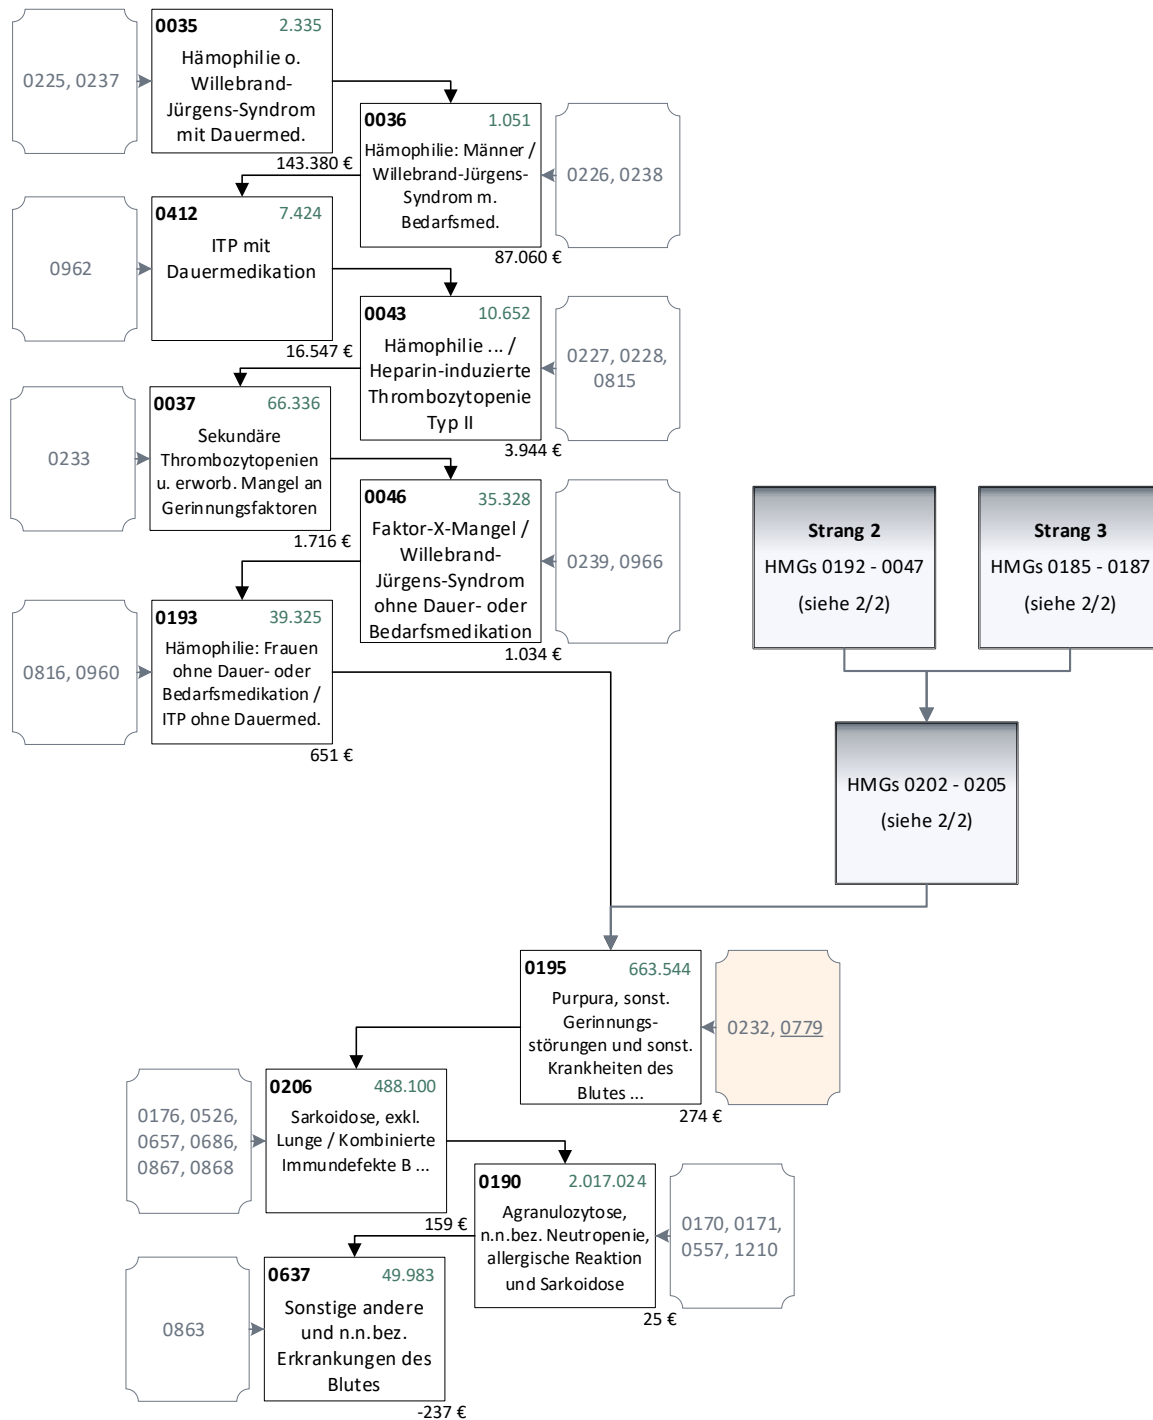 0225, 0237
0035 2.335
Hämophilie o.
Willebrand-
Jürgens-Syndrom
mit Dauermed.
143.380 €
0036 1.051
Hämophilie: Männer /
Willebrand-Jürgens-
Syndrom m.
Bedarfsmed.
87.060 €
0226, 0238
0962
0412 7.424
ITP mit
Dauermedikation
16.547 €
0043 10.652
Hämophilie ... /
Heparin-induzierte
Thrombozytopenie
Typ II
3.944 €
0227, 0228,
0815
0233
0037 66.336
Sekundäre
Thrombozytopenien
u. erworb. Mangel an
Gerinnungsfaktoren
1.716 €
0046 35.328
Faktor-X-Mangel /
Willebrand-
Jürgens-Syndrom
ohne Dauer- oder
Bedarfsmedikation
1.034 €
0239, 0966
0816, 0960
0193 39.325
Hämophilie: Frauen
ohne Dauer- oder
Bedarfsmedikation /
ITP ohne Dauermed.
651 €
Strang 2
HMGs 0192 - 0047
(siehe 2/2)
Strang 3
HMGs 0185 - 0187
(siehe 2/2)
HMGs 0202 - 0205
(siehe 2/2)
0195 663.544
Purpura, sonst.
Gerinnungs-
störungen und sonst.
Krankheiten des
Blutes ...
274 €
0232, 0779
0176, 0526,
0657, 0686,
0867, 0868
0206 488.100
Sarkoidose, exkl.
Lunge / Kombinierte
Immundefekte B ...
159 €
0190 2.017.024
Agranulozytose,
n.n.bez. Neutropenie,
allergische Reaktion
und Sarkoidose
25 €
0170, 0171,
0557, 1210
0863
0637 49.983
Sonstige andere
und n.n.bez.
Erkrankungen des
Blutes
-237 €